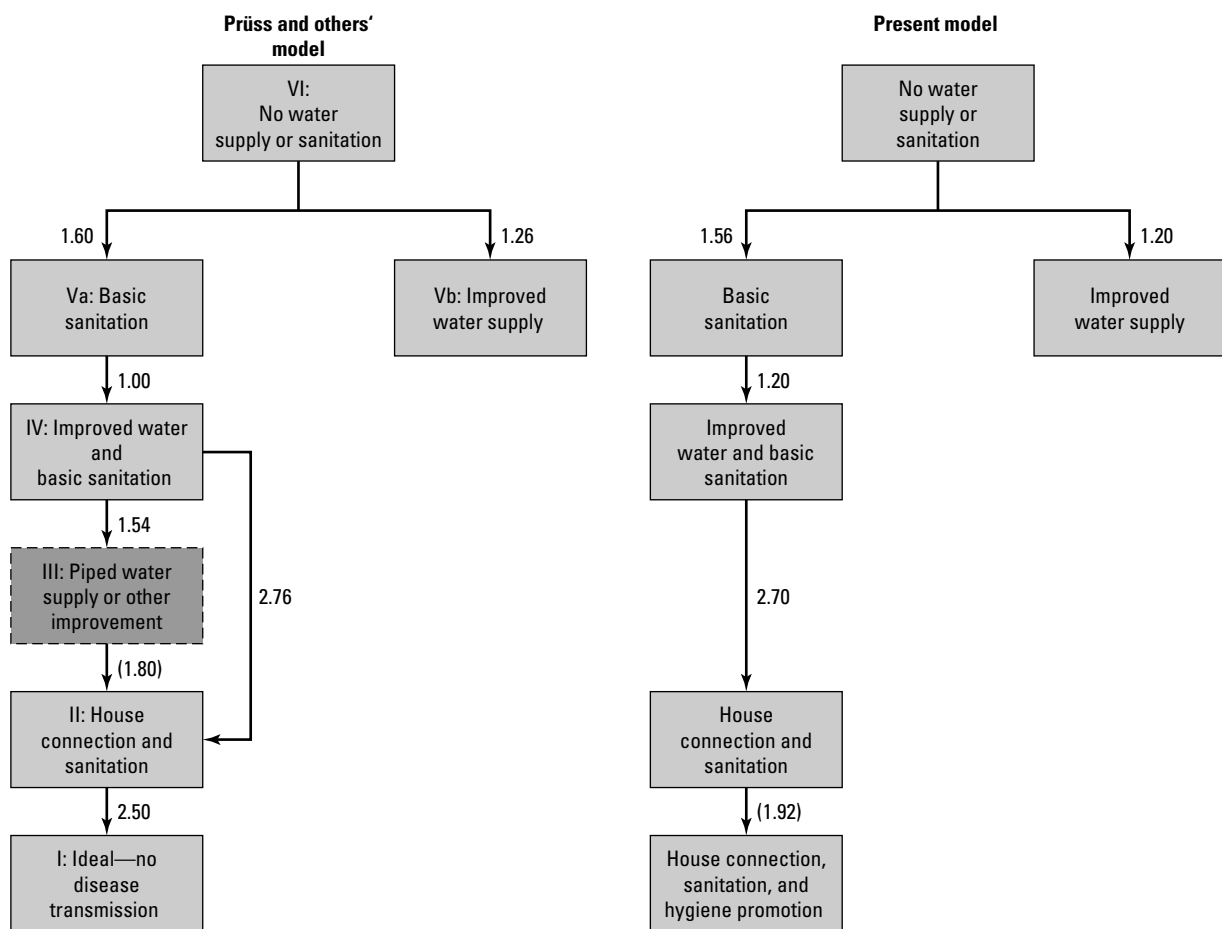 Prüss and others‘
model
VI:
No water
supply or sanitation
1.60
1.26
Va: Basic
sanitation
Vb: Improved
water supply
1.00
IV: Improved water
and
basic sanitation
1.54
III: Piped water
supply or other
improvement
2.76
(1.80)
II: House
connection and
sanitation
2.50
I: Ideal—no
disease
transmission
Present model
No water
supply or
sanitation
1.56
1.20
Basic
sanitation
Improved
water supply
1.20
Improved
water and basic
sanitation
2.70
House
connection and
sanitation
(1.92)
House connection,
sanitation, and
hygiene promotion